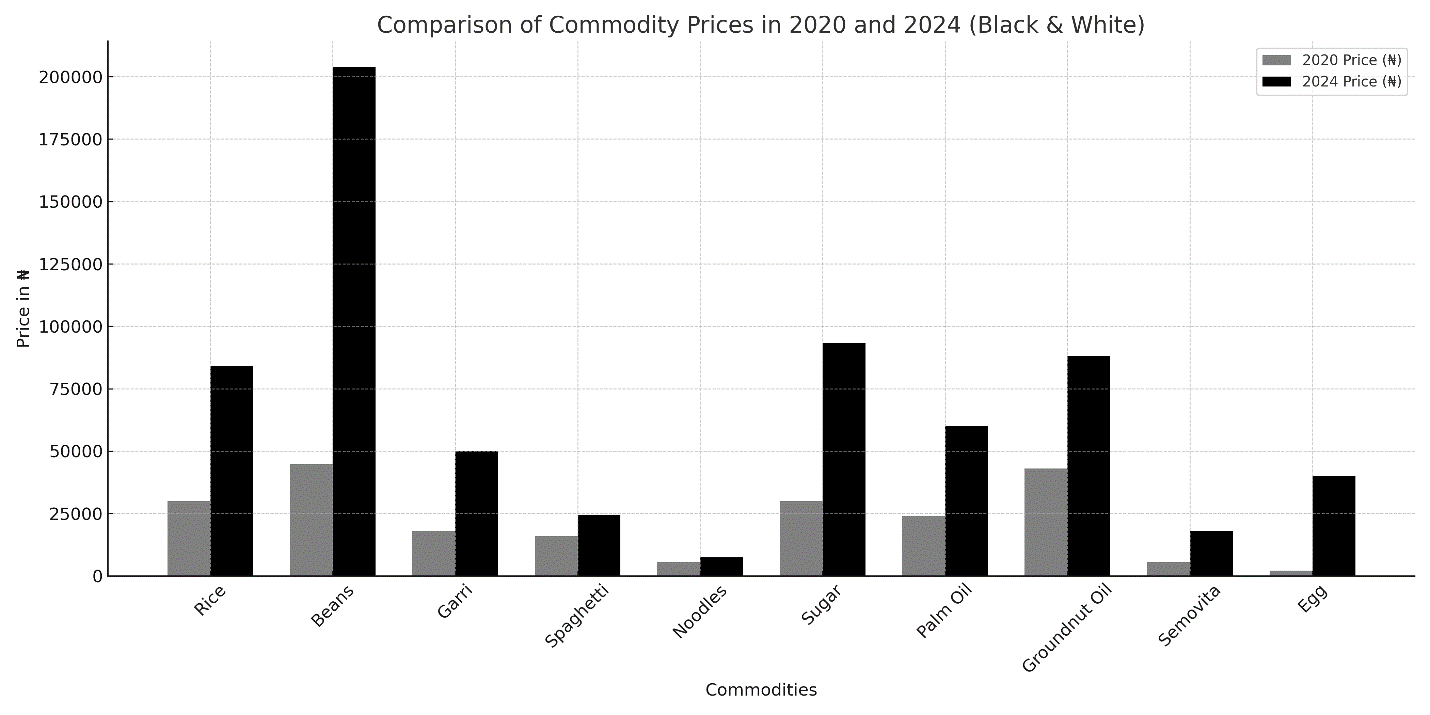 Comparison of Commodity Prices in 2020 and 2024 (Black & White)
2020 Price (₦)
2024 Price (₦)
Price in ₦
200000
175000
150000
125000
100000
75000
50000
25000
0
Rice
Beans
Garri
Spaghetti
Noodles
Sugar
Palm Oil
Groundnut Oil
Semovita
Egg
Commodities